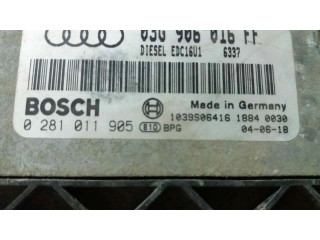 03G 906 016 FF
DIESEL EDC16U1 6337
BOSCH
Made in Germany
1039S06416 1884 0030
0 281 011 905 810 BPG
04-06-18